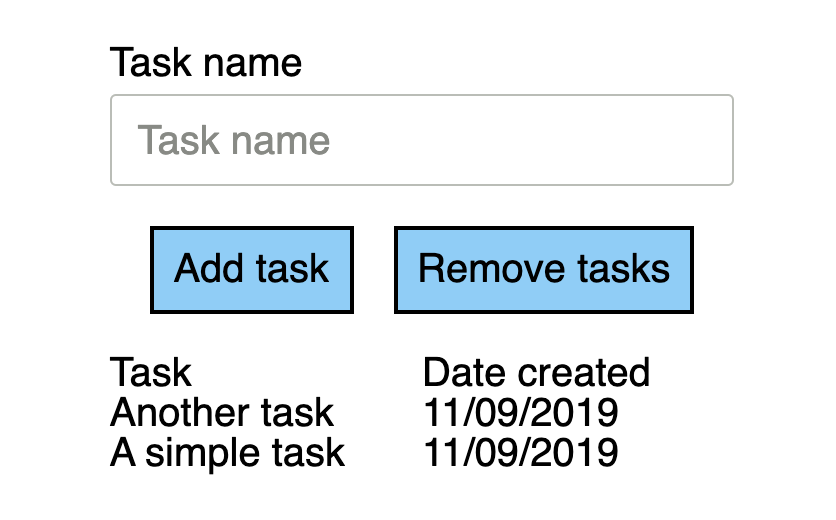 Task name
Task name
Add task Remove tasks
Task Date created
Another task 11/09/2019
A simple task 11/09/2019